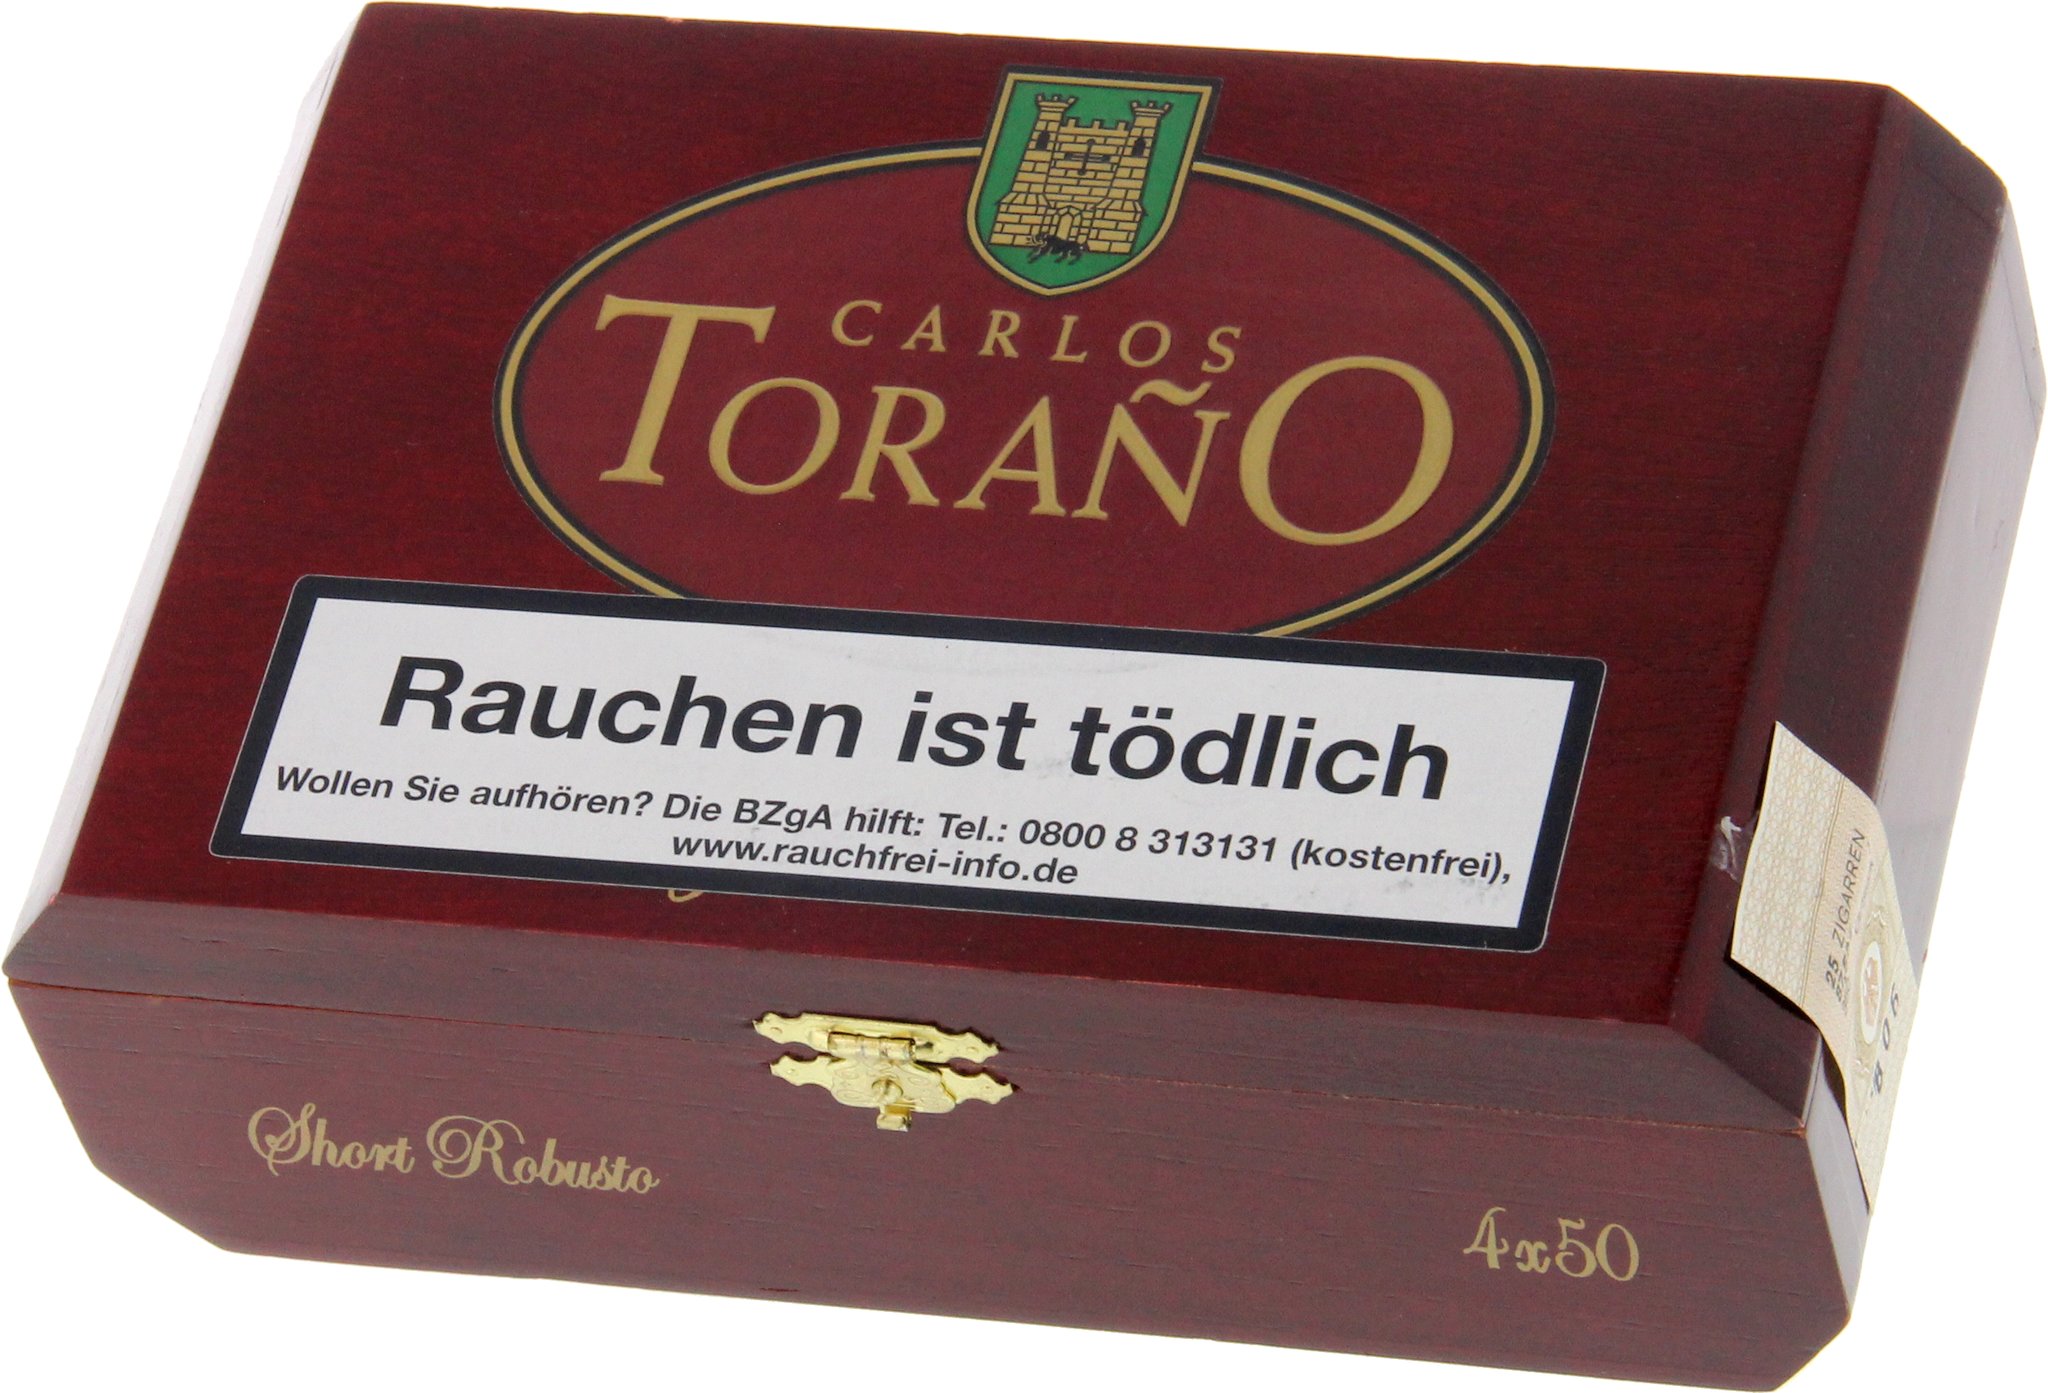 CARLOS
TORAÑO
Rauchen ist tödlich
Wollen Sie aufhören? Die BZgA hilft: Tel.: 0800 8 313131 (kostenfrei),
www.rauchfrei-info.de
25 ZIGARREN
Short Robusto
4x50